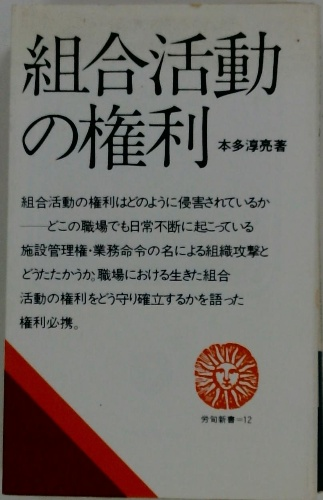 組合活動
の権利
本多淳亮著
組合活動の権利はどのように侵害されているか
──どこの職場でも日常不断に起こっている
施設管理権・業務命令の名による組織攻撃と
どうたたかうか。職場における生きた組合
活動の権利をどう守り確立するかを語った
権利必携。
労旬新書=12